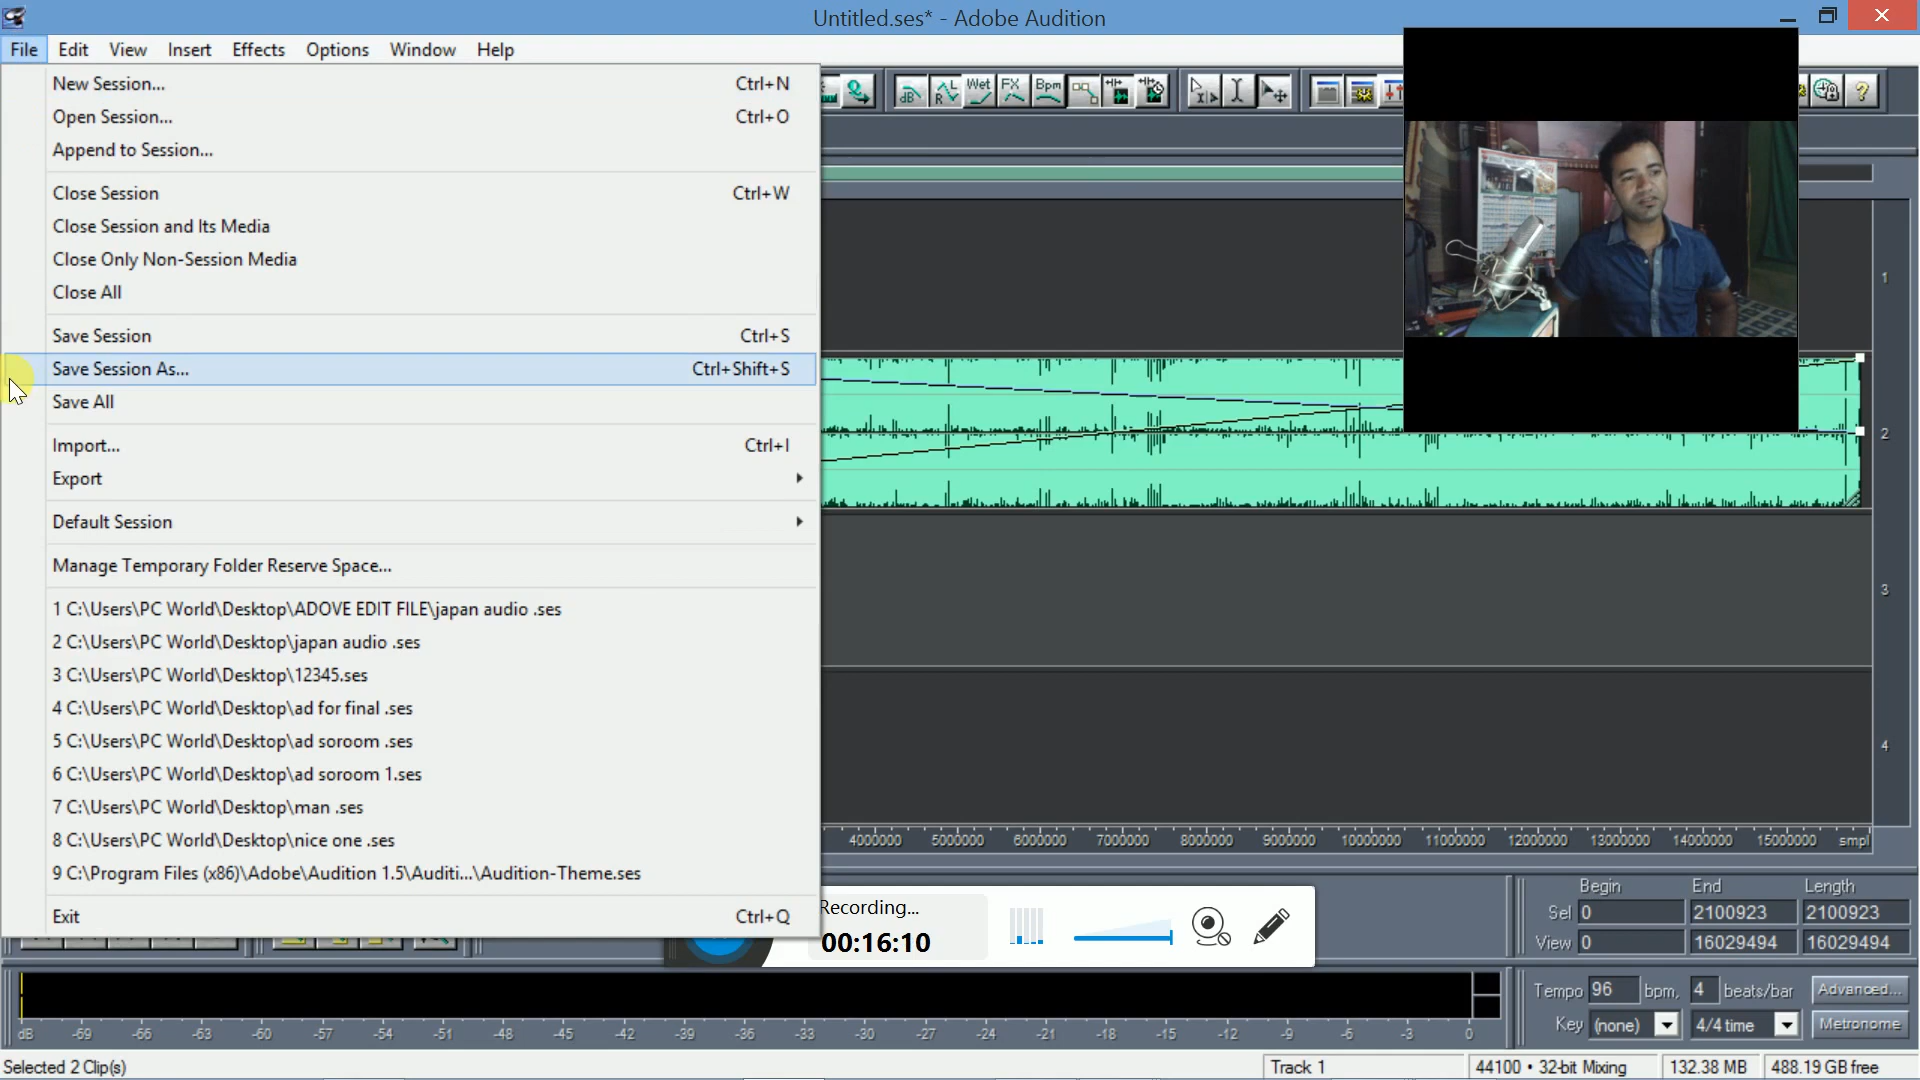 Untitled.ses* - Adobe Audition
File Edit View Insert Effects Options Window Help
New Session... Ctrl+N
Open Session... Ctrl+O
Append to Session...
Close Session Ctrl+W
Close Session and Its Media
Close Only Non-Session Media
Close All
Save Session Ctrl+S
Save Session As... Ctrl+Shift+S
Save All
Import... Ctrl+I
Export
Default Session
Manage Temporary Folder Reserve Space...
1 C:\Users\PC World\Desktop\ADOVE EDIT FILE\japan audio .ses
2 C:\Users\PC World\Desktop\japan audio .ses
3 C:\Users\PC World\Desktop\12345.ses
4 C:\Users\PC World\Desktop\ad for final .ses
5 C:\Users\PC World\Desktop\ad soroom .ses
6 C:\Users\PC World\Desktop\ad soroom 1.ses
7 C:\Users\PC World\Desktop\man .ses
8 C:\Users\PC World\Desktop\nice one .ses
9 C:\Program Files (x86)\Adobe\Audition 1.5\Auditi...\Audition-Theme.ses
Exit Ctrl+Q
dB R L Wet FX Bpm
1
2
3
4
4000000 5000000 6000000 7000000 8000000 9000000 10000000 11000000 12000000 13000000 14000000 15000000 smpl
Recording...
00:16:10
Begin End Length
Sel 0 2100923 2100923
View 0 16029494 16029494
Tempo 96 bpm, 4 beats/bar Advanced...
Key (none) 4/4 time Metronome
dB -69 -66 -63 -60 -57 -54 -51 -48 -45 -42 -39 -36 -33 -30 -27 -24 -21 -18 -15 -12 -9 -6 -3 0
Selected 2 Clip(s) Track 1 44100 • 32-bit Mixing 132.38 MB 488.19 GB free